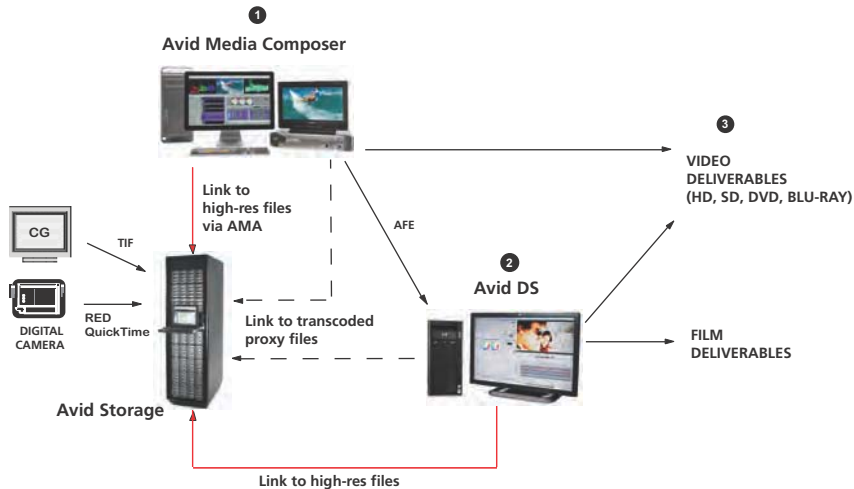 1
Avid Media Composer
3
VIDEO
DELIVERABLES
(HD, SD, DVD, BLU-RAY)
Link to
high-res files
via AMA
AFE
CG
TIF
2
Avid DS
RED
QuickTime
DIGITAL
CAMERA
Link to transcoded
proxy files
FILM
DELIVERABLES
Avid Storage
Link to high-res files